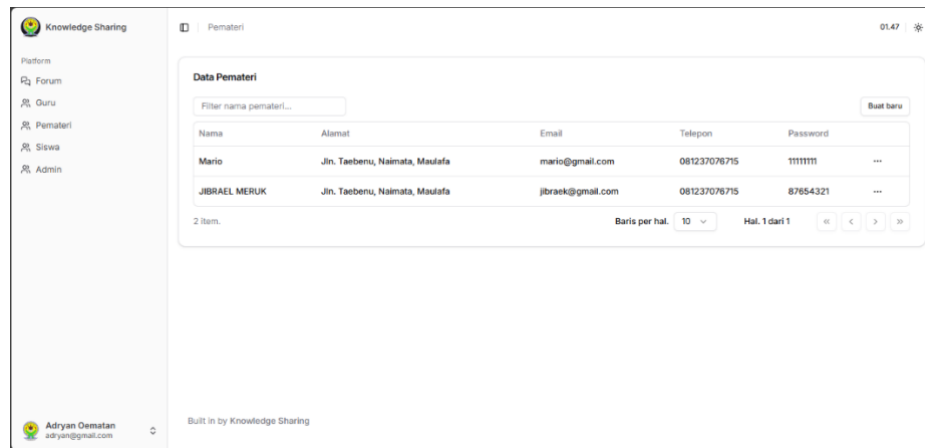 Knowledge Sharing
Pemateri
01.47
Platform
Forum
Guru
Pemateri
Siswa
Admin
Data Pemateri
Filter nama pemateri...
Buat baru
Nama Alamat Email Telepon Password
Mario Jln. Taebenu, Naimata, Maulafa mario@gmail.com 081237076715 11111111 ...
JIBRAEL MERUK Jln. Taebenu, Naimata, Maulafa jibraek@gmail.com 081237076715 87654321 ...
2 item. Baris per hal. 10 Hal. 1 dari 1
Built in by Knowledge Sharing
Adryan Oematan
adryan@gmail.com